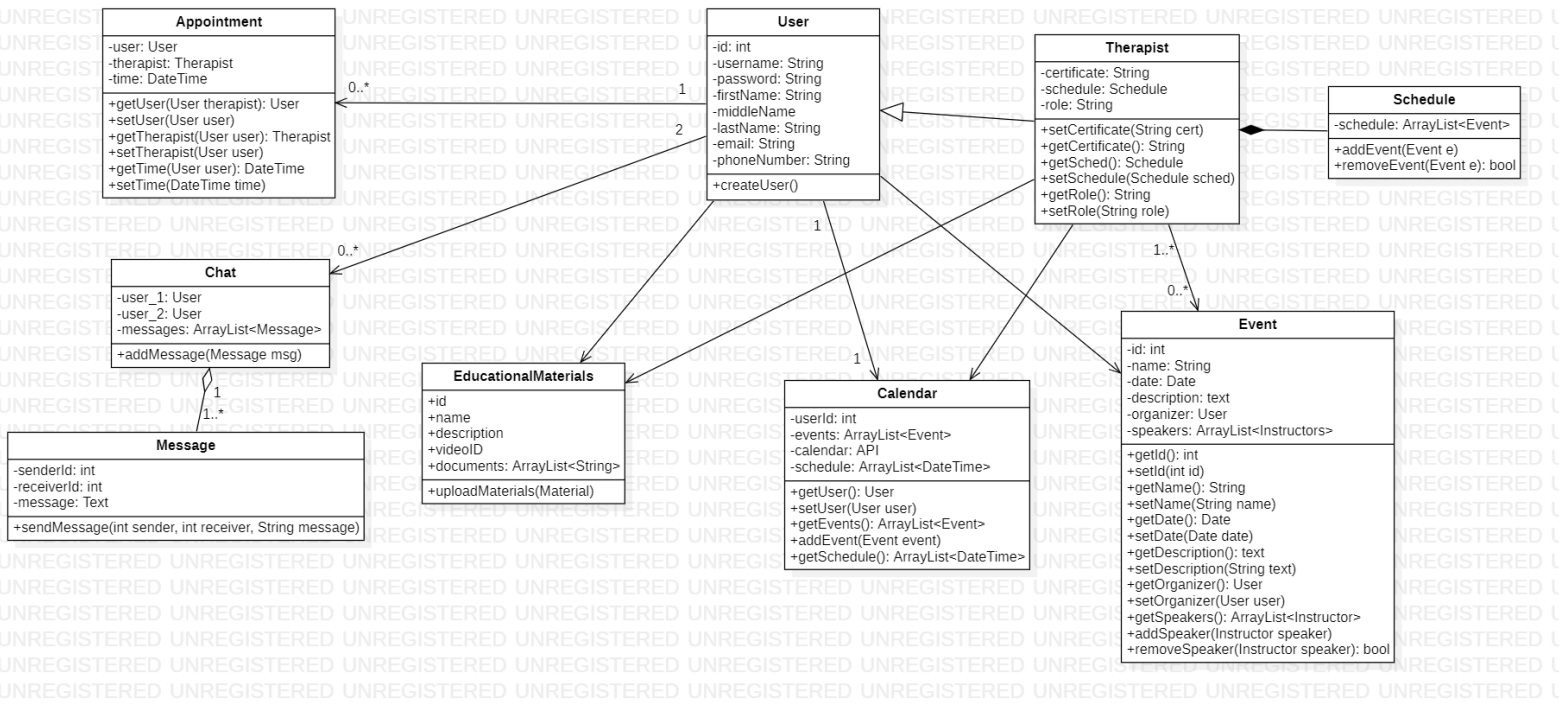 Appointment
-user: User
-therapist: Therapist
-time: DateTime
+getUser(User therapist): User
+setUser(User user)
+getTherapist(User user): Therapist
+setTherapist(User user)
+getTime(User user): DateTime
+setTime(DateTime time)
User
-id: int
-username: String
-password: String
-firstName: String
-middleName
-lastName: String
-email: String
-phoneNumber: String
+createUser()
Therapist
-certificate: String
-schedule: Schedule
-role: String
+setCertificate(String cert)
+getCertificate(): String
+getSched(): Schedule
+setSchedule(Schedule sched)
+getRole(): String
+setRole(String role)
Schedule
-schedule: ArrayList<Event>
+addEvent(Event e)
+removeEvent(Event e): bool
0..*
1
2
0..*
1
1
1..*
0..*
Chat
-user_1: User
-user_2: User
-messages: ArrayList<Message>
+addMessage(Message msg)
1
1..*
Message
-senderId: int
-receiverId: int
-message: Text
+sendMessage(int sender, int receiver, String message)
EducationalMaterials
+id
+name
+description
+videoID
+documents: ArrayList<String>
+uploadMaterials(Material)
Calendar
-userId: int
-events: ArrayList<Event>
-calendar: API
-schedule: ArrayList<DateTime>
+getUser(): User
+setUser(User user)
+getEvents(): ArrayList<Event>
+addEvent(Event event)
+getSchedule(): ArrayList<DateTime>
Event
-id: int
-name: String
-date: Date
-description: text
-organizer: User
-speakers: ArrayList<Instructors>
+getId(): int
+setId(int id)
+getName(): String
+setName(String name)
+getDate(): Date
+setDate(Date date)
+getDescription(): text
+setDescription(String text)
+getOrganizer(): User
+setOrganizer(User user)
+getSpeakers(): ArrayList<Instructor>
+addSpeaker(Instructor speaker)
+removeSpeaker(Instructor speaker): bool
UNREGISTERED